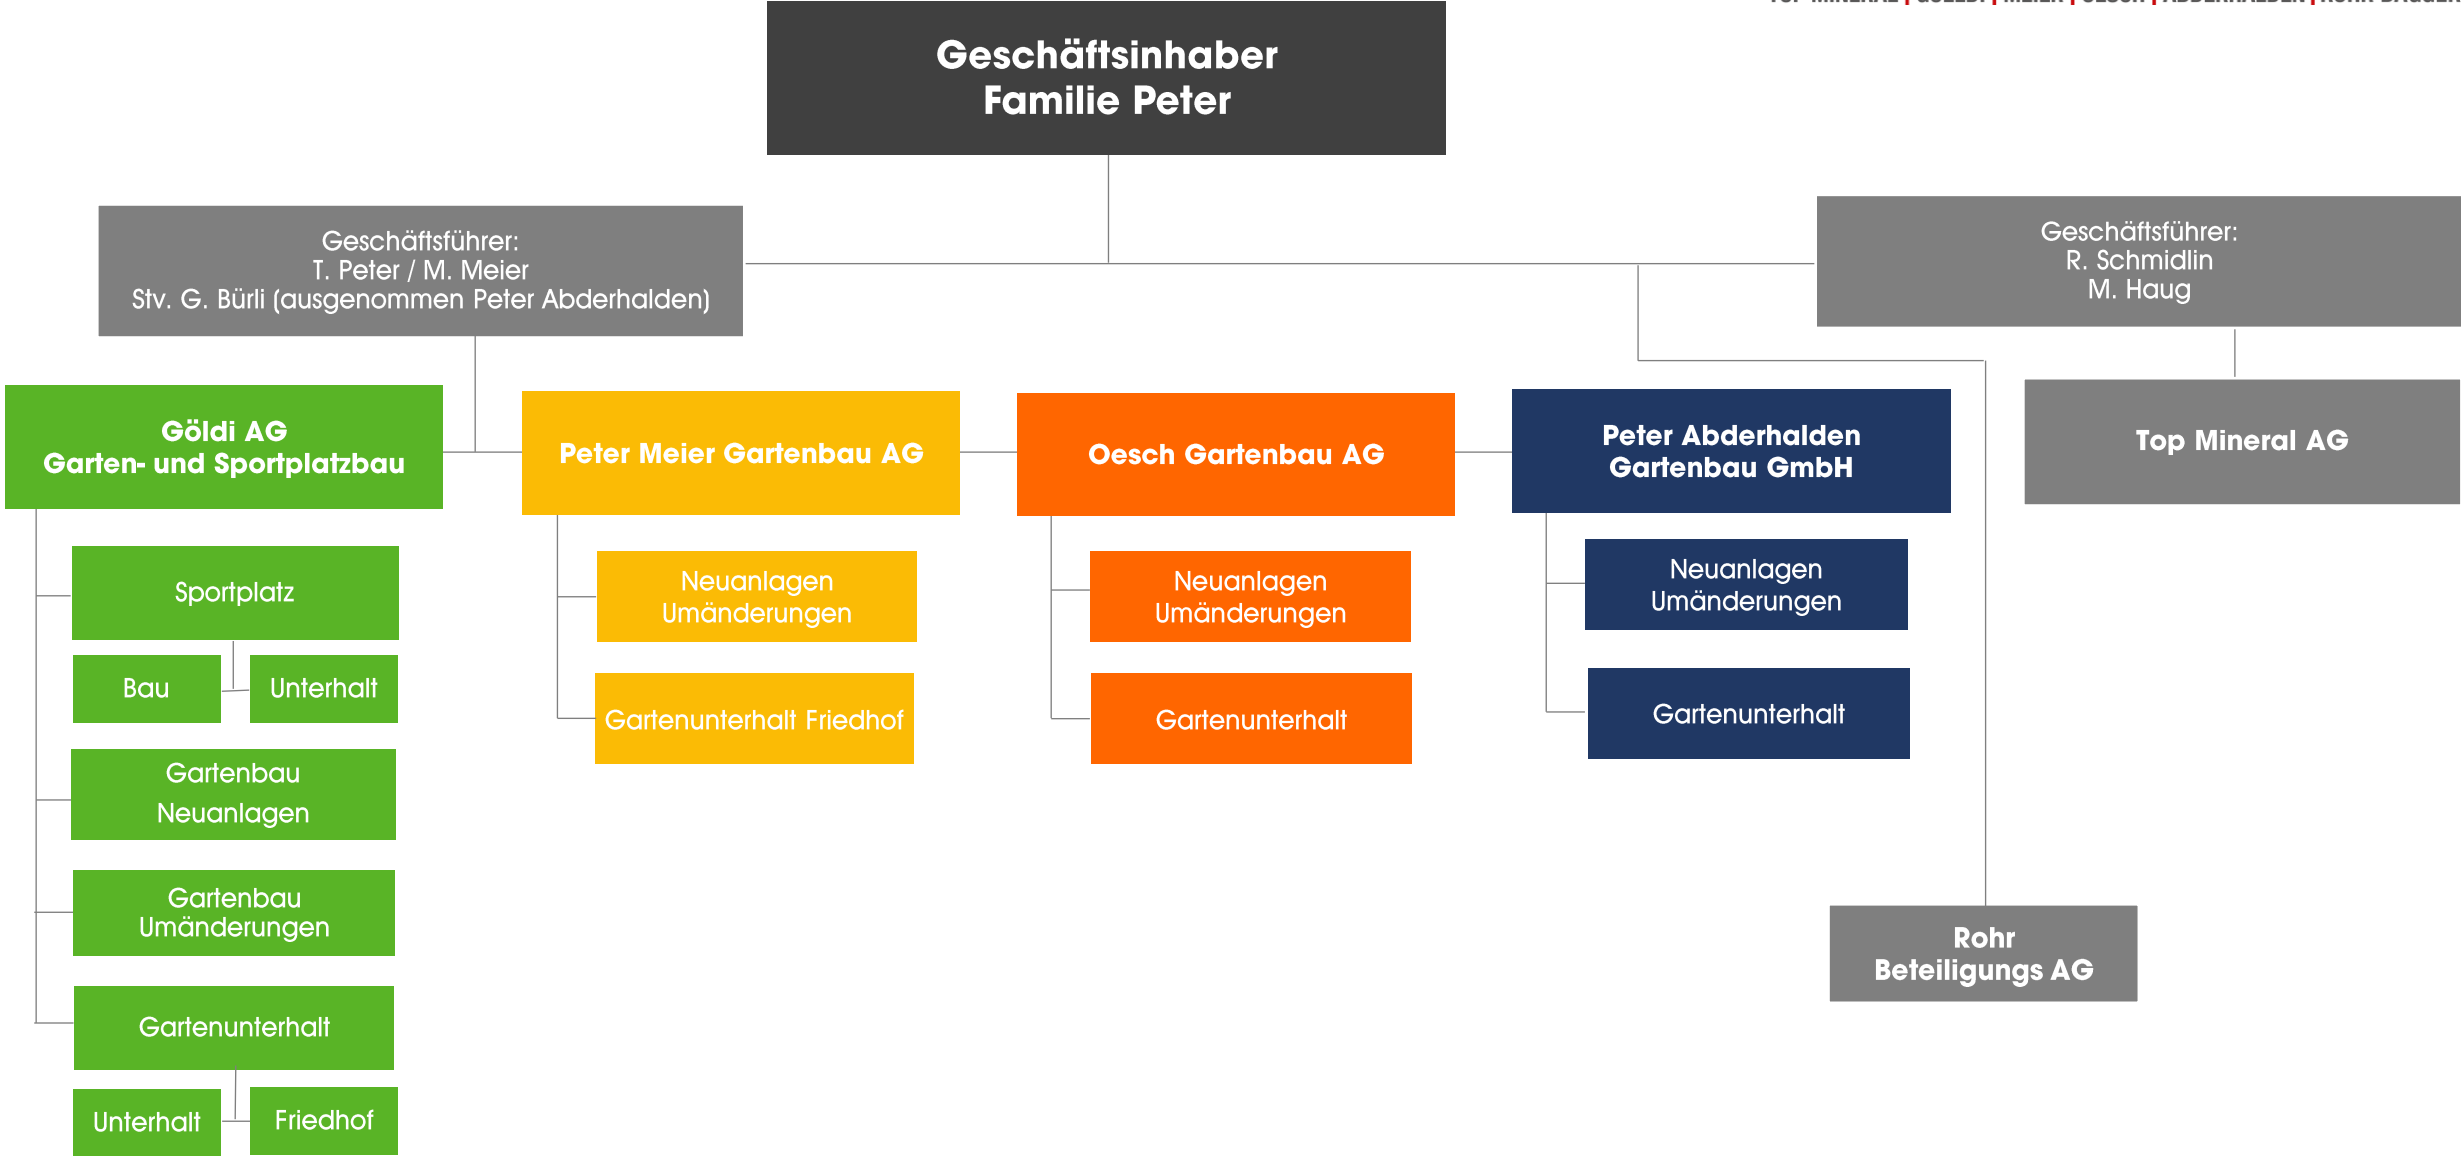 Geschäftsinhaber
Familie Peter
Geschäftsführer:
T. Peter / M. Meier
Stv. G. Bürli (ausgenommen Peter Abderhalden)
Geschäftsführer:
R. Schmidlin
M. Haug
Göldi AG
Garten- und Sportplatzbau
Peter Meier Gartenbau AG
Oesch Gartenbau AG
Peter Abderhalden
Gartenbau GmbH
Top Mineral AG
Sportplatz
Bau
Unterhalt
Gartenbau
Neuanlagen
Gartenbau
Umänderungen
Gartenunterhalt
Unterhalt
Friedhof
Neuanlagen
Umänderungen
Gartenunterhalt Friedhof
Neuanlagen
Umänderungen
Gartenunterhalt
Neuanlagen
Umänderungen
Gartenunterhalt
Rohr
Beteiligungs AG